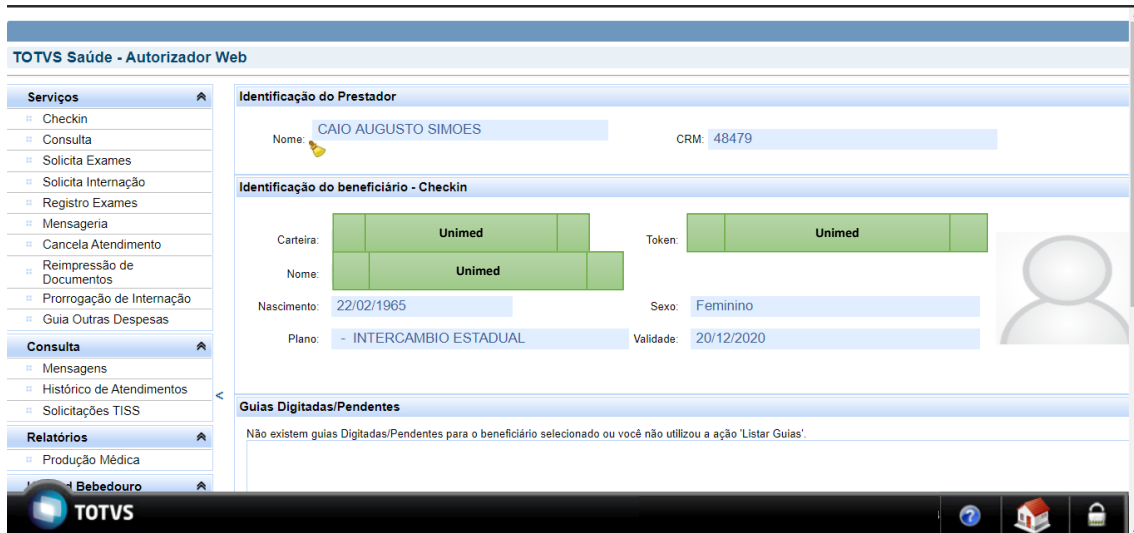 TOTVS Saúde - Autorizador Web
Serviços
Checkin
Consulta
Solicita Exames
Solicita Internação
Registro Exames
Mensageria
Cancela Atendimento
Reimpressão de
Documentos
Prorrogação de Internação
Guia Outras Despesas
Consulta
Mensagens
Histórico de Atendimentos
Solicitações TISS
Relatórios
Produção Médica
Bebedouro
<
Identificação do Prestador
Nome: CAIO AUGUSTO SIMOES CRM: 48479
Identificação do beneficiário - Checkin
Carteira: Unimed Token: Unimed
Nome: Unimed
Nascimento: 22/02/1965 Sexo: Feminino
Plano: - INTERCAMBIO ESTADUAL Validade: 20/12/2020
Guias Digitadas/Pendentes
Não existem guias Digitadas/Pendentes para o beneficiário selecionado ou você não utilizou a ação 'Listar Guias'.
TOTVS
?